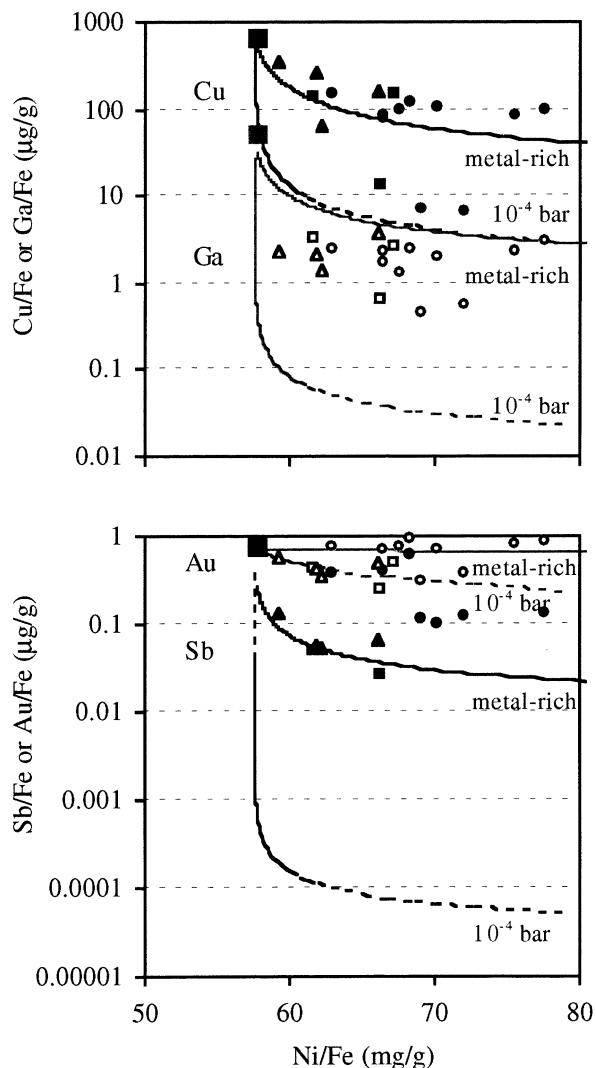 1000
100
10
1
0.1
0.01
Cu/Fe or Ga/Fe (µg/g)
Cu
metal-rich
10⁻⁴ bar
Ga
metal-rich
10⁻⁴ bar
1
0.1
0.01
0.001
0.0001
0.00001
Sb/Fe or Au/Fe (µg/g)
Au
metal-rich
10⁻⁴ bar
Sb
metal-rich
10⁻⁴ bar
50
60
70
80
Ni/Fe (mg/g)